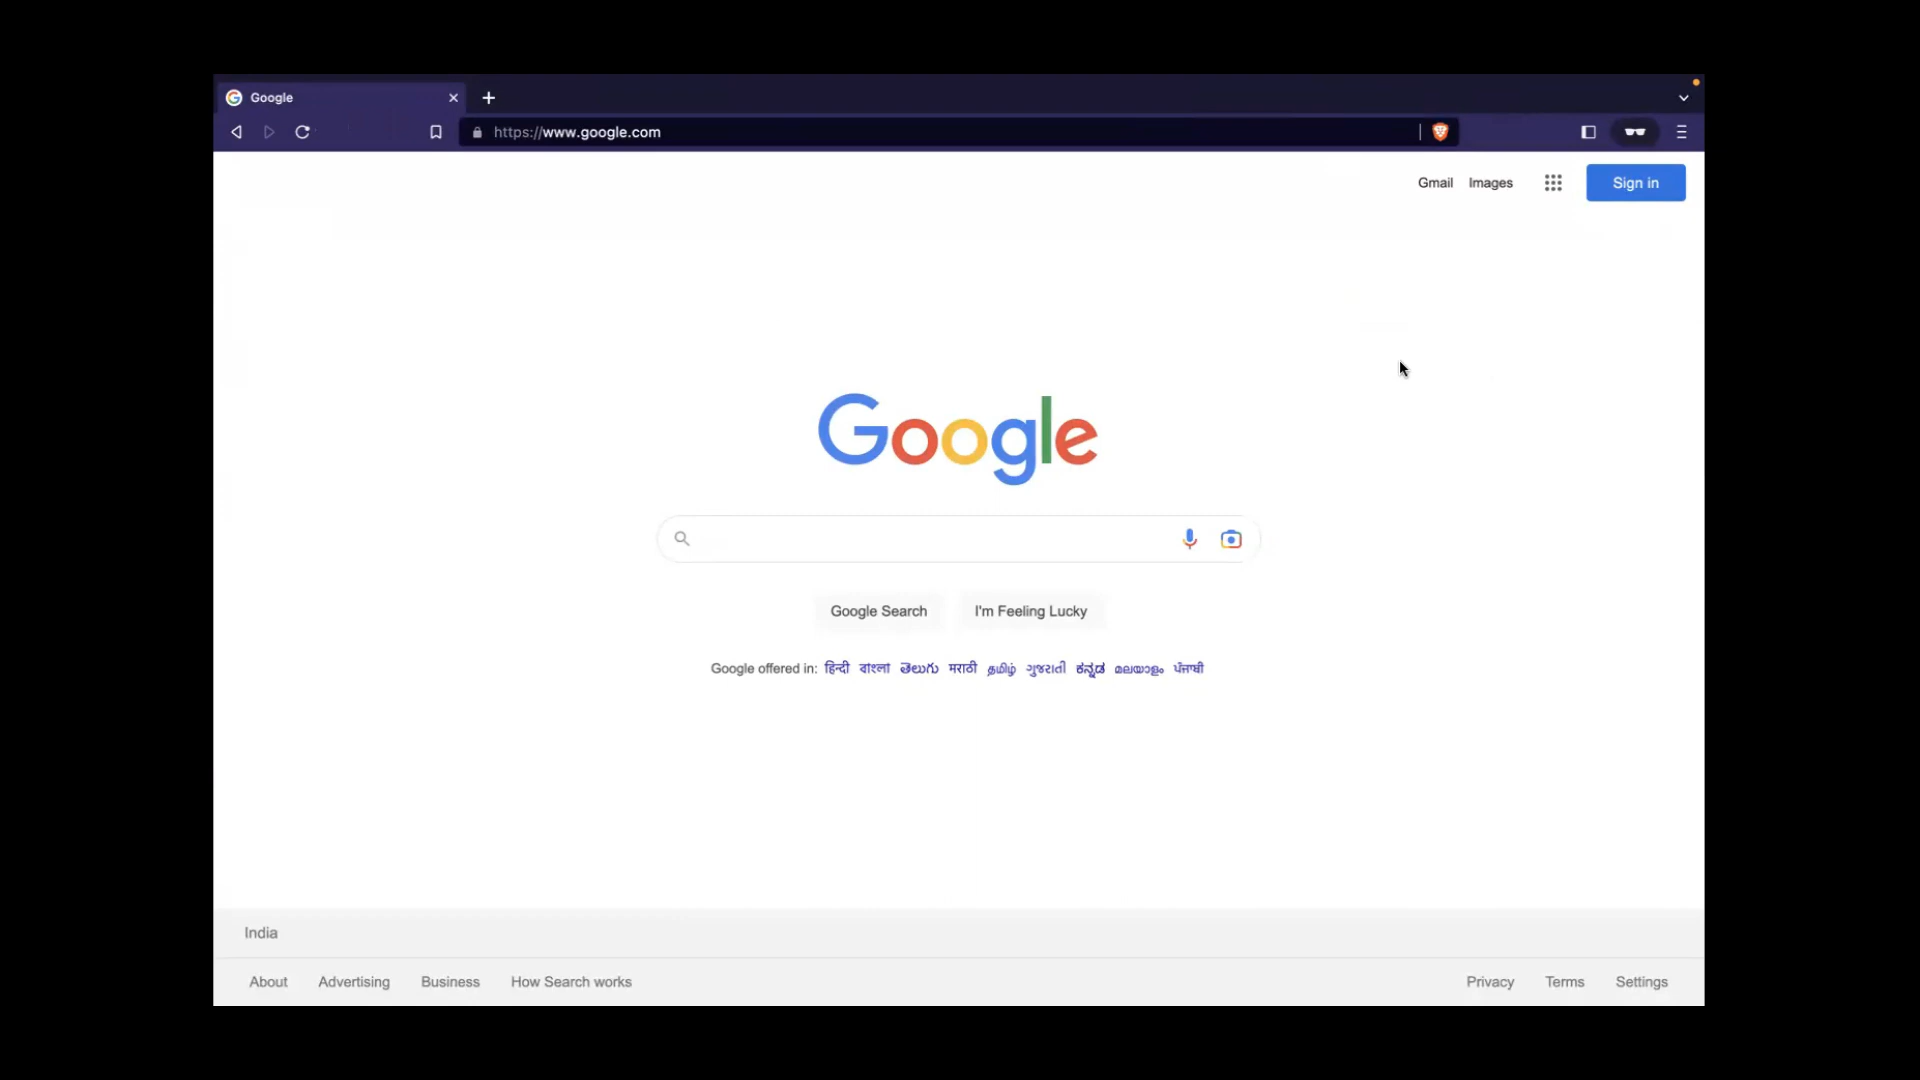 Google
https://www.google.com
Gmail Images Sign in
Google
Google Search I'm Feeling Lucky
Google offered in: हिन्दी বাংলা తెలుగు मराठी தமிழ் ગુજરાતી ಕನ್ನಡ മലയാളം ਪੰਜਾਬੀ
India
About Advertising Business How Search works Privacy Terms Settings